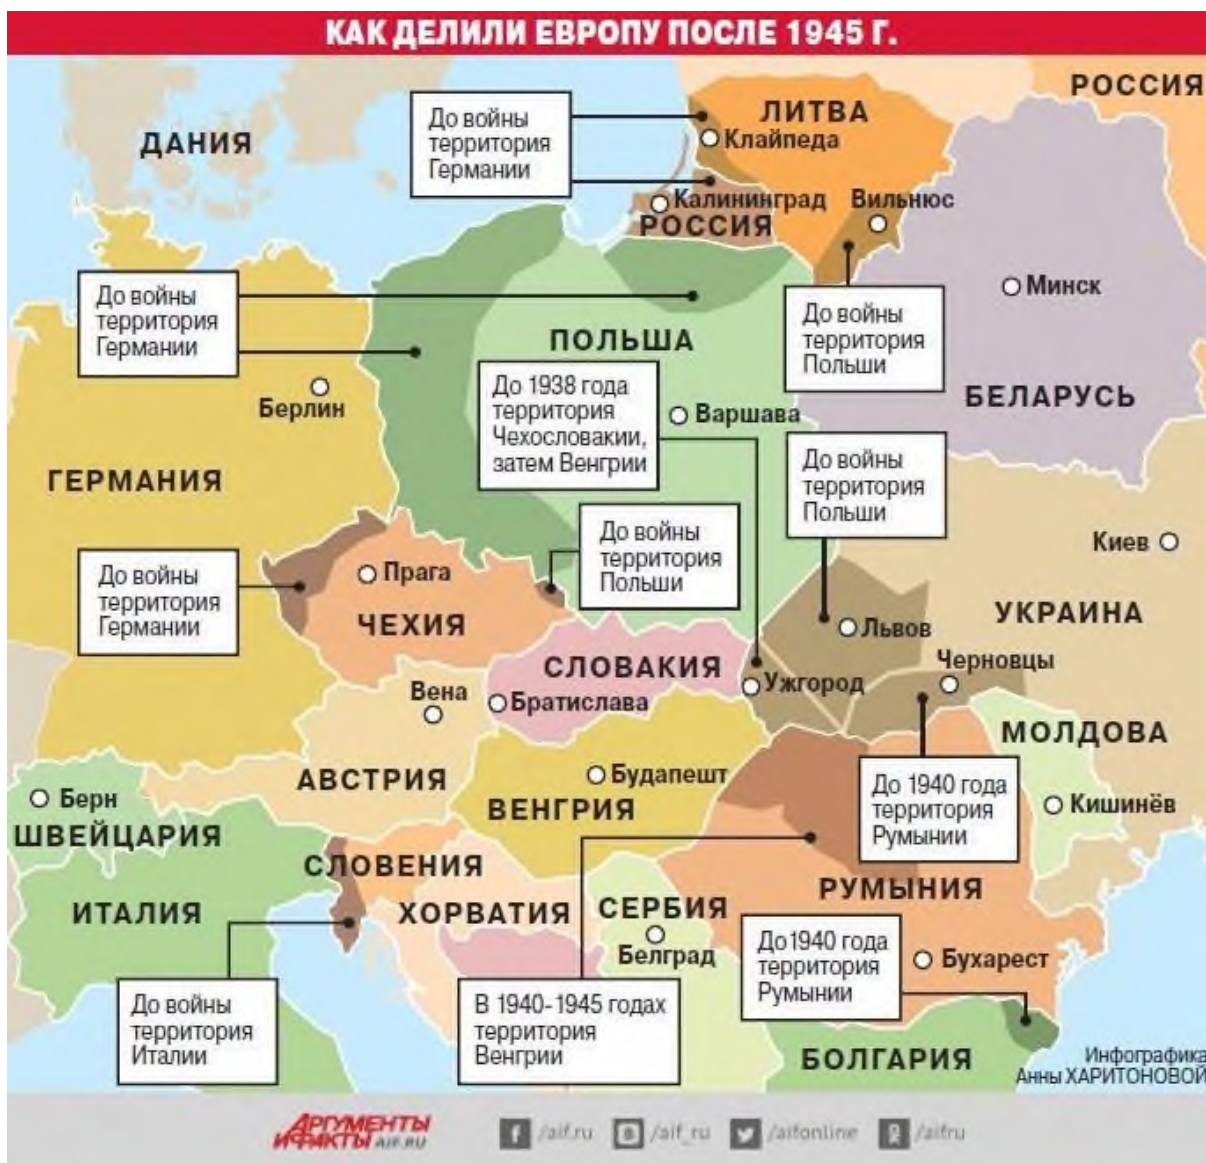 КАК ДЕЛИЛИ ЕВРОПУ ПОСЛЕ 1945 Г.
РОССИЯ
ДАНИЯ
До войны
территория
Германии
ЛИТВА
Клайпеда
Калининград
РОССИЯ
Вильнюс
Минск
До войны
территория
Германии
ПОЛЬША
До войны
территория
Польши
Берлин
До 1938 года
территория
Чехословакии,
затем Венгрии
Варшава
БЕЛАРУСЬ
ГЕРМАНИЯ
До войны
территория
Польши
Киев
До войны
территория
Польши
До войны
территория
Германии
Прага
ЧЕХИЯ
УКРАИНА
Львов
СЛОВАКИЯ
Черновцы
Ужгород
Вена
Братислава
МОЛДОВА
АВСТРИЯ
Будапешт
ВЕНГРИЯ
До 1940 года
территория
Румынии
Кишинёв
Берн
ШВЕЙЦАРИЯ
СЛОВЕНИЯ
РУМЫНИЯ
ИТАЛИЯ
ХОРВАТИЯ
СЕРБИЯ
Белград
До 1940 года
территория
Румынии
Бухарест
До войны
территория
Италии
В 1940-1945 годах
территория
Венгрии
БОЛГАРИЯ
Инфографика
Анны ХАРИТОНОВОЙ
АРГУМЕНТЫ
И ФАКТЫ AIF.RU
/aif.ru
/aif_ru
/aifonline
/aifru